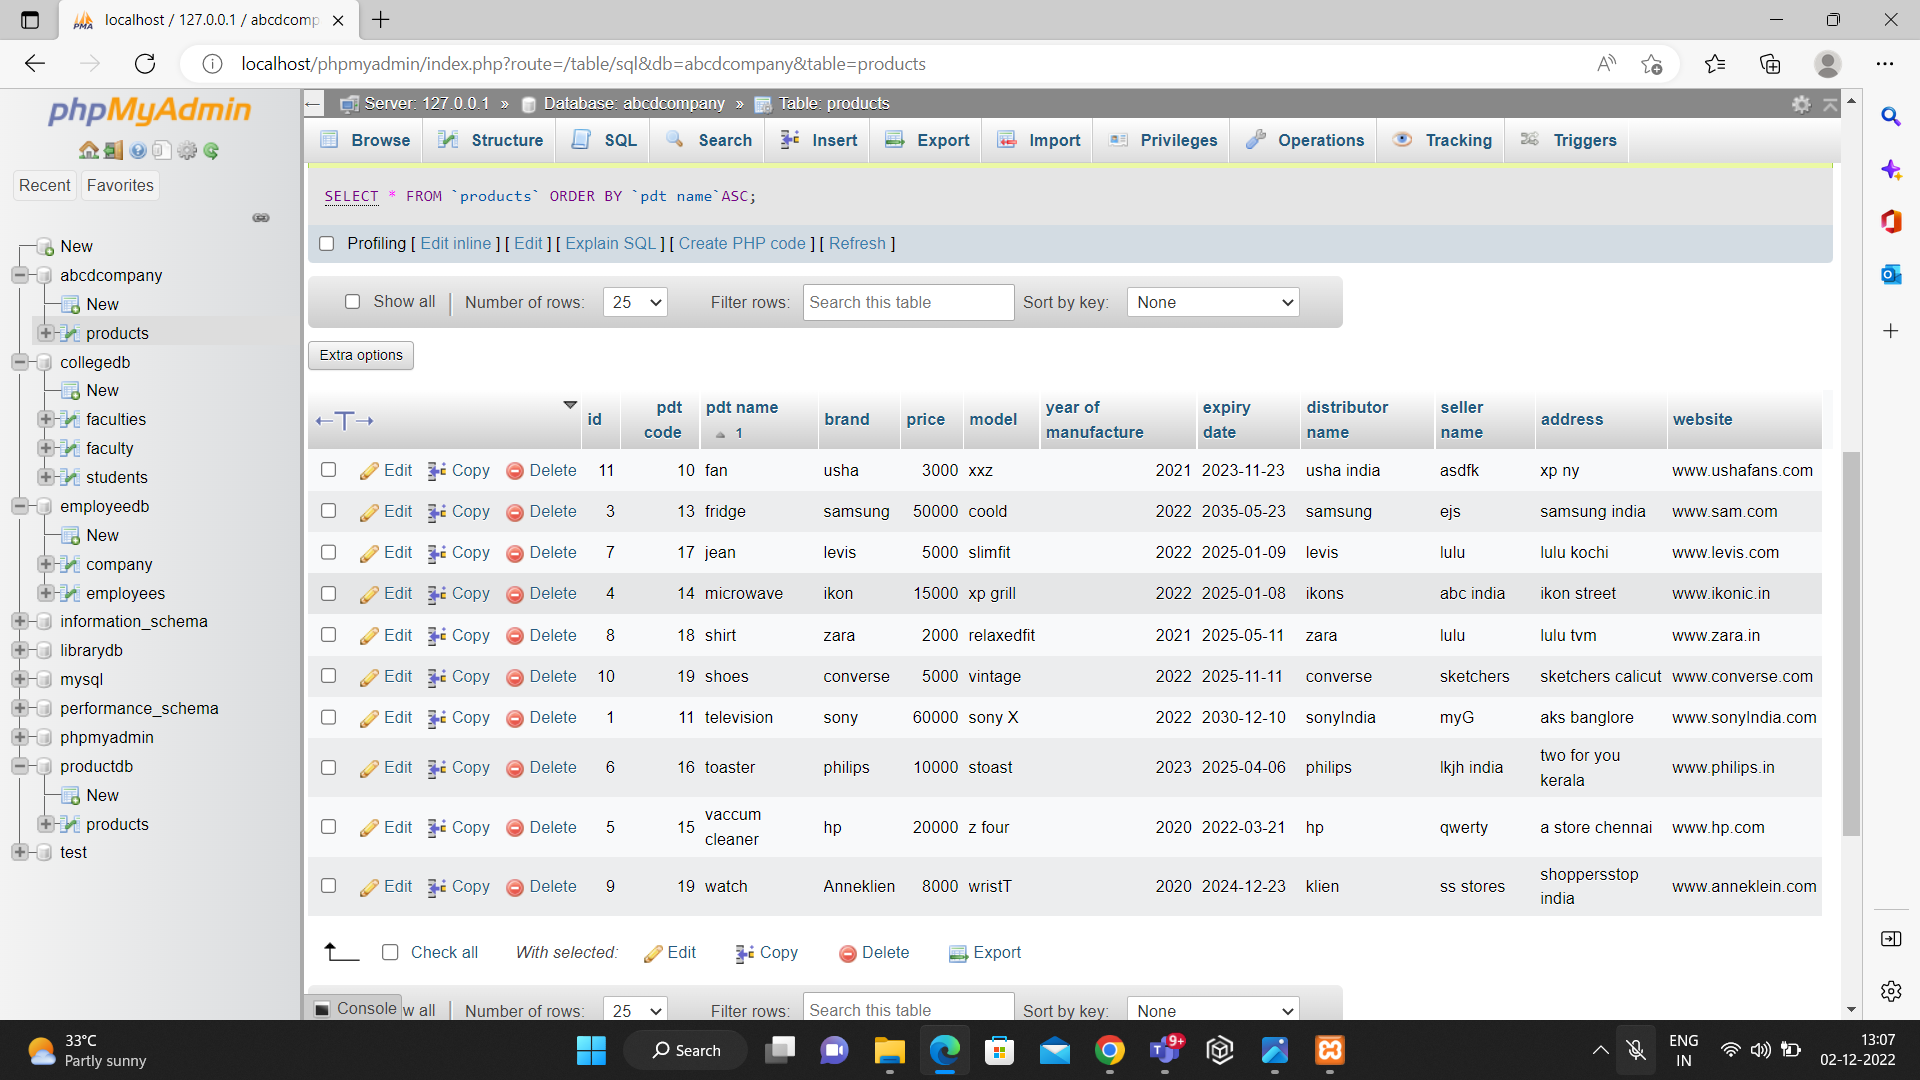 localhost / 127.0.0.1 / abcdcomp
localhost/phpmyadmin/index.php?route=/table/sql&db=abcdcompany&table=products
phpMyAdmin
Recent Favorites
New
abcdcompany
New
products
collegedb
New
faculties
faculty
students
employeedb
New
company
employees
information_schema
librarydb
mysql
performance_schema
phpmyadmin
productdb
New
products
test
Server: 127.0.0.1 » Database: abcdcompany » Table: products
Browse Structure SQL Search Insert Export Import Privileges Operations Tracking Triggers
SELECT * FROM `products` ORDER BY `pdt name`ASC;
Profiling [ Edit inline ] [ Edit ] [ Explain SQL ] [ Create PHP code ] [ Refresh ]
Show all Number of rows: 25 Filter rows: Search this table Sort by key: None
Extra options
id pdt code pdt name 1 brand price model year of manufacture expiry date distributor name seller name address website
Edit Copy Delete 11 10 fan usha 3000 xxz 2021 2023-11-23 usha india asdfk xp ny www.ushafans.com
Edit Copy Delete 3 13 fridge samsung 50000 coold 2022 2035-05-23 samsung ejs samsung india www.sam.com
Edit Copy Delete 7 17 jean levis 5000 slimfit 2022 2025-01-09 levis lulu lulu kochi www.levis.com
Edit Copy Delete 4 14 microwave ikon 15000 xp grill 2022 2025-01-08 ikons abc india ikon street www.ikonic.in
Edit Copy Delete 8 18 shirt zara 2000 relaxedfit 2021 2025-05-11 zara lulu lulu tvm www.zara.in
Edit Copy Delete 10 19 shoes converse 5000 vintage 2022 2025-11-11 converse sketchers sketchers calicut www.converse.com
Edit Copy Delete 1 11 television sony 60000 sony X 2022 2030-12-10 sonyIndia myG aks banglore www.sonyIndia.com
Edit Copy Delete 6 16 toaster philips 10000 stoast 2023 2025-04-06 philips lkjh india two for you kerala www.philips.in
Edit Copy Delete 5 15 vaccum cleaner hp 20000 z four 2020 2022-03-21 hp qwerty a store chennai www.hp.com
Edit Copy Delete 9 19 watch Anneklien 8000 wristT 2020 2024-12-23 klien ss stores shoppersstop india www.anneklein.com
Check all With selected: Edit Copy Delete Export
Console w all Number of rows: 25 Filter rows: Search this table Sort by key: None
33°C
Partly sunny
Search
9+
ENG
IN
13:07
02-12-2022